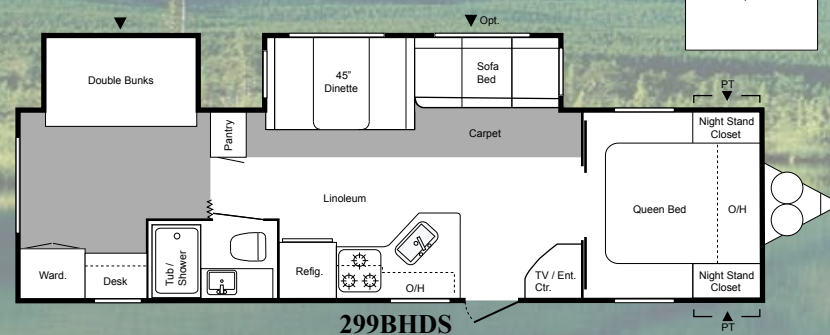 Opt.
Double Bunks
45"
Dinette
Sofa
Bed
PT
Pantry
Carpet
Night Stand
Closet
Linoleum
Queen Bed
O/H
Tub /
Shower
Ward.
Desk
Refig.
O/H
TV / Ent.
Ctr.
Night Stand
Closet
PT
299BHDS